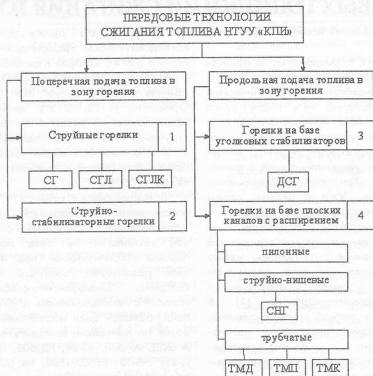 ПЕРЕДОВЫЕ ТЕХНОЛОГИИ
СЖИГАНИЯ ТОПЛИВА НТУУ «КПИ»
Поперечная подача топлива в
зону горения
Продольная подача топлива в
зону горения
Струйные горелки
1
СГ
СГЛ
СГЛК
Струйно-
стабилизаторные горелки
2
Горелки на базе
уголковых стабилизаторов
3
ДСГ
Горелки на базе плоских
каналов с расширением
4
пилонные
струйно-нишевые
СНГ
трубчатые
ТМД
ТМП
ТМК